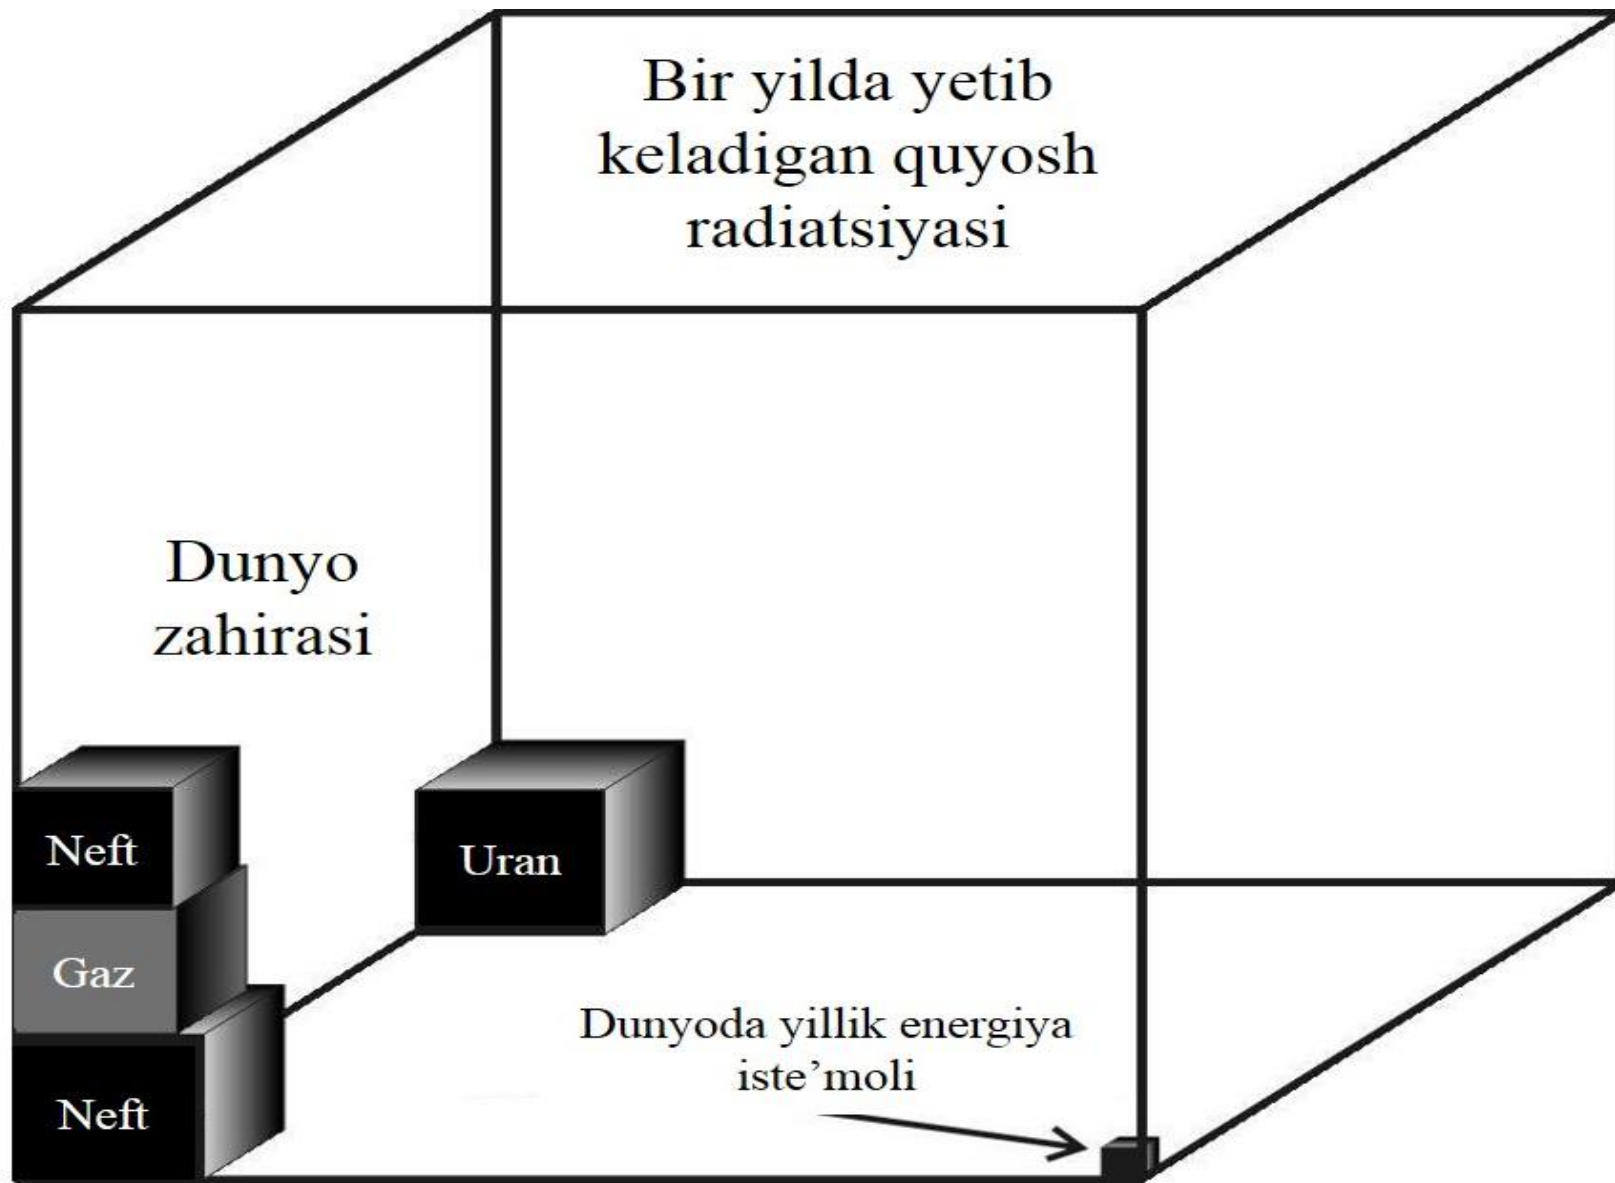 Bir yilda yetib
keladigan quyosh
radiatsiyasi
Dunyo
zahirasi
Neft
Uran
Gaz
Neft
Dunyoda yillik energiya
iste’moli